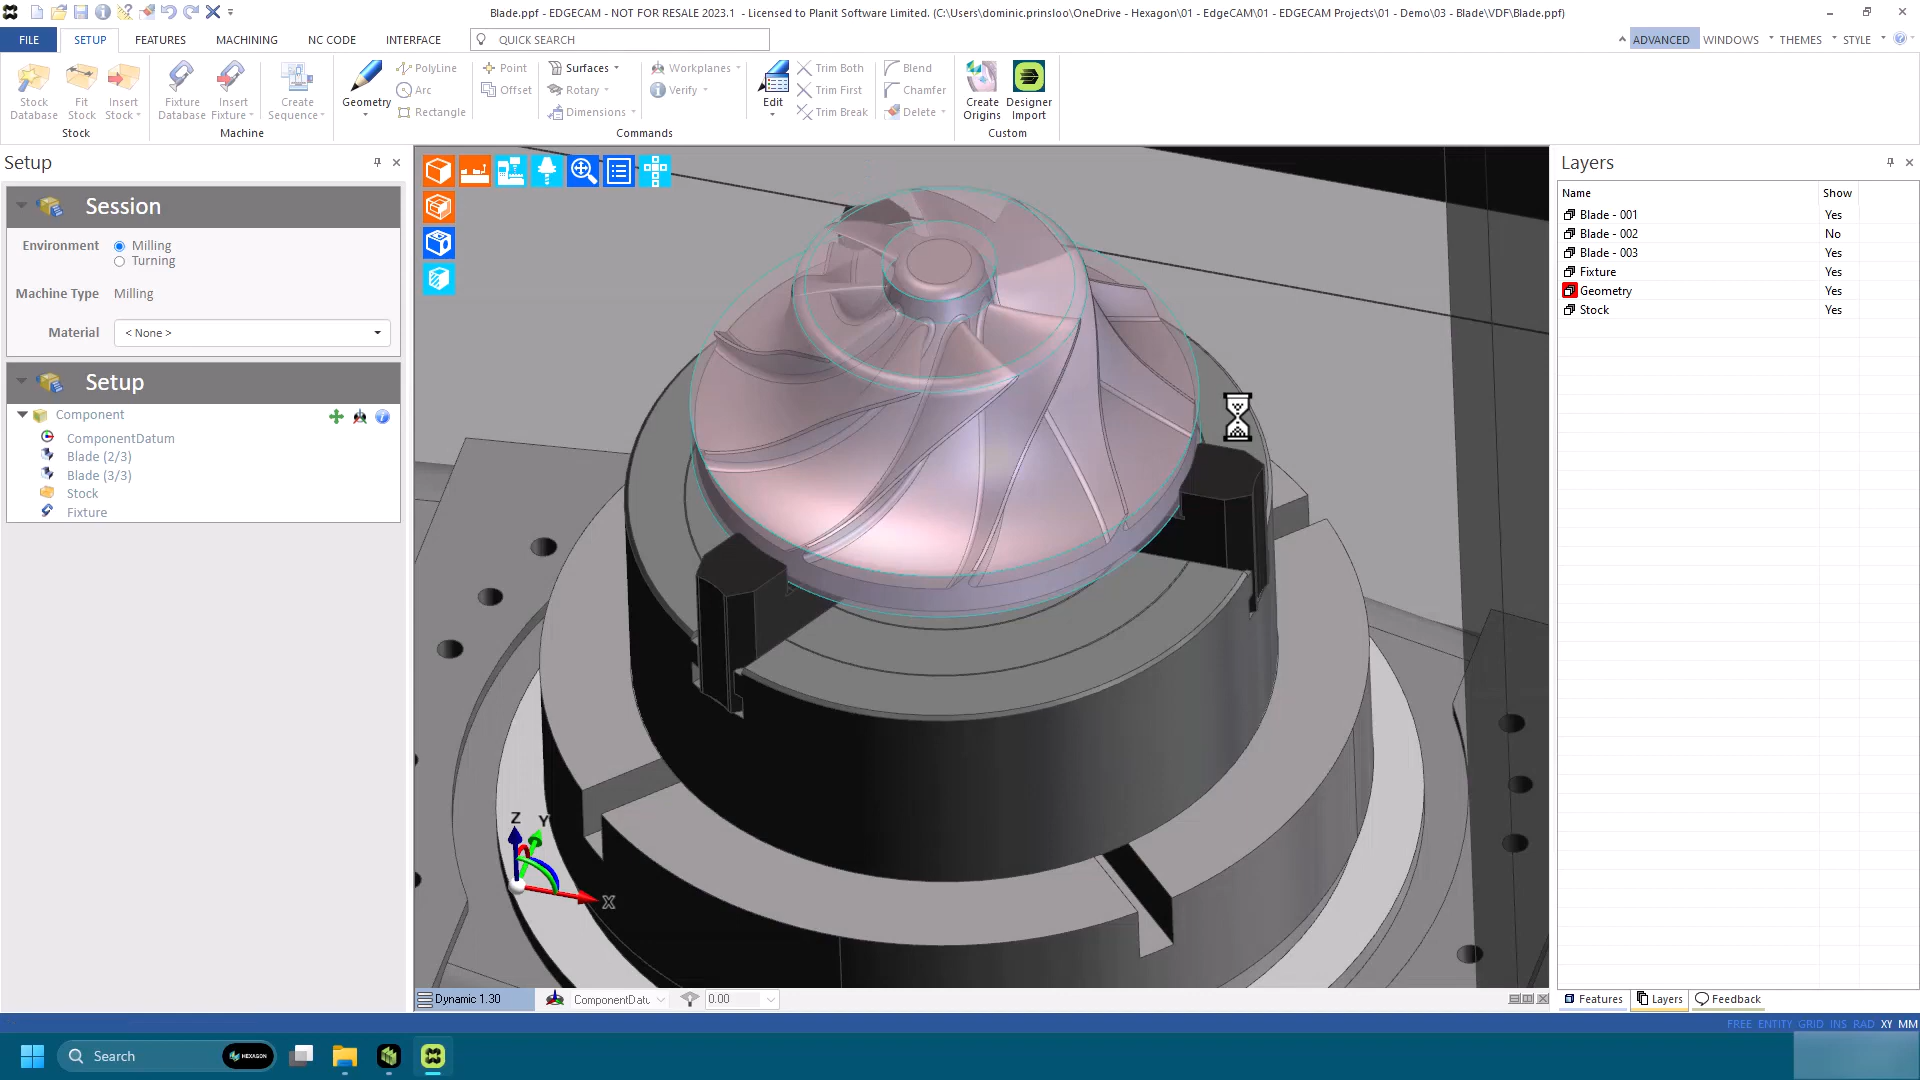 Blade.ppf - EDGECAM - NOT FOR RESALE 2023.1 - Licensed to Planit Software Limited. (C:\Users\dominic.prinsloo\OneDrive - Hexagon\01 - EdgeCAM\01 - EDGECAM Projects\01 - Demo\03 - Blade\VDF\Blade.ppf)
FILE SETUP FEATURES MACHINING NC CODE INTERFACE QUICK SEARCH ADVANCED WINDOWS THEMES STYLE
Stock Database
Fit Stock
Insert Stock
Stock
Fixture Database
Insert Fixture
Create Sequence
Machine
Geometry
PolyLine
Arc
Rectangle
Point
Offset
Surfaces
Rotary
Dimensions
Workplanes
Verify
Edit
Trim Both
Trim First
Trim Break
Blend
Chamfer
Delete
Commands
Create Origins
Designer Import
Custom
Setup
Session
Environment Milling
Turning
Machine Type Milling
Material < None >
Setup
Component
ComponentDatum
Blade (2/3)
Blade (3/3)
Stock
Fixture
Z Y
X
Dynamic 1.30 ComponentDatu 0.00
Layers
Name Show
Blade - 001 Yes
Blade - 002 No
Blade - 003 Yes
Fixture Yes
Geometry Yes
Stock Yes
Features Layers Feedback
FREE ENTITY GRID INS RAD XY MM
Search HEXAGON